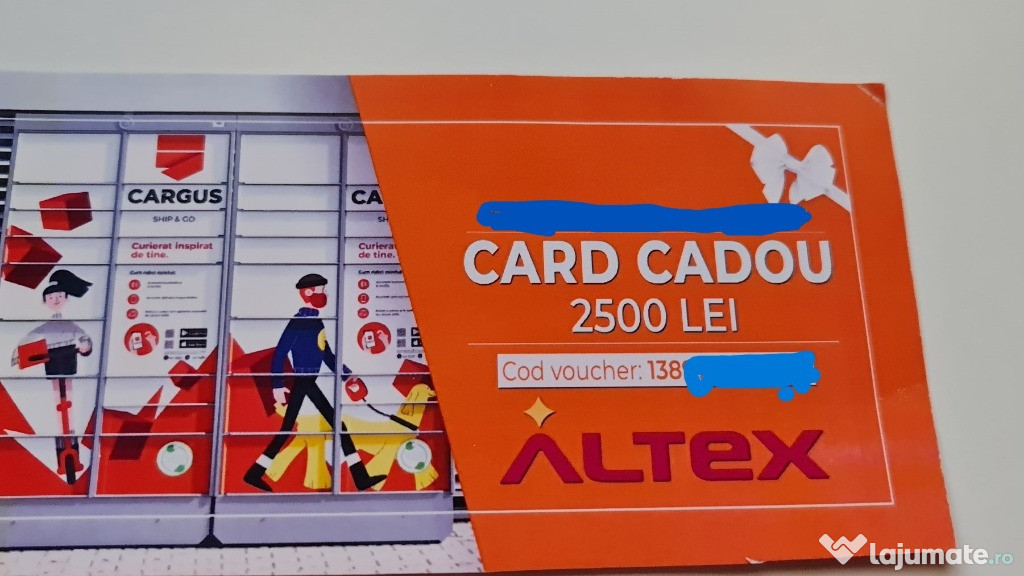 CARGUS
SHIP & GO
Curierat inspirat
de tine.
CA
SH
Curierat
de tine.
CARD CADOU
2500 LEI
Cod voucher: 138
ALTEX
lajumate.ro